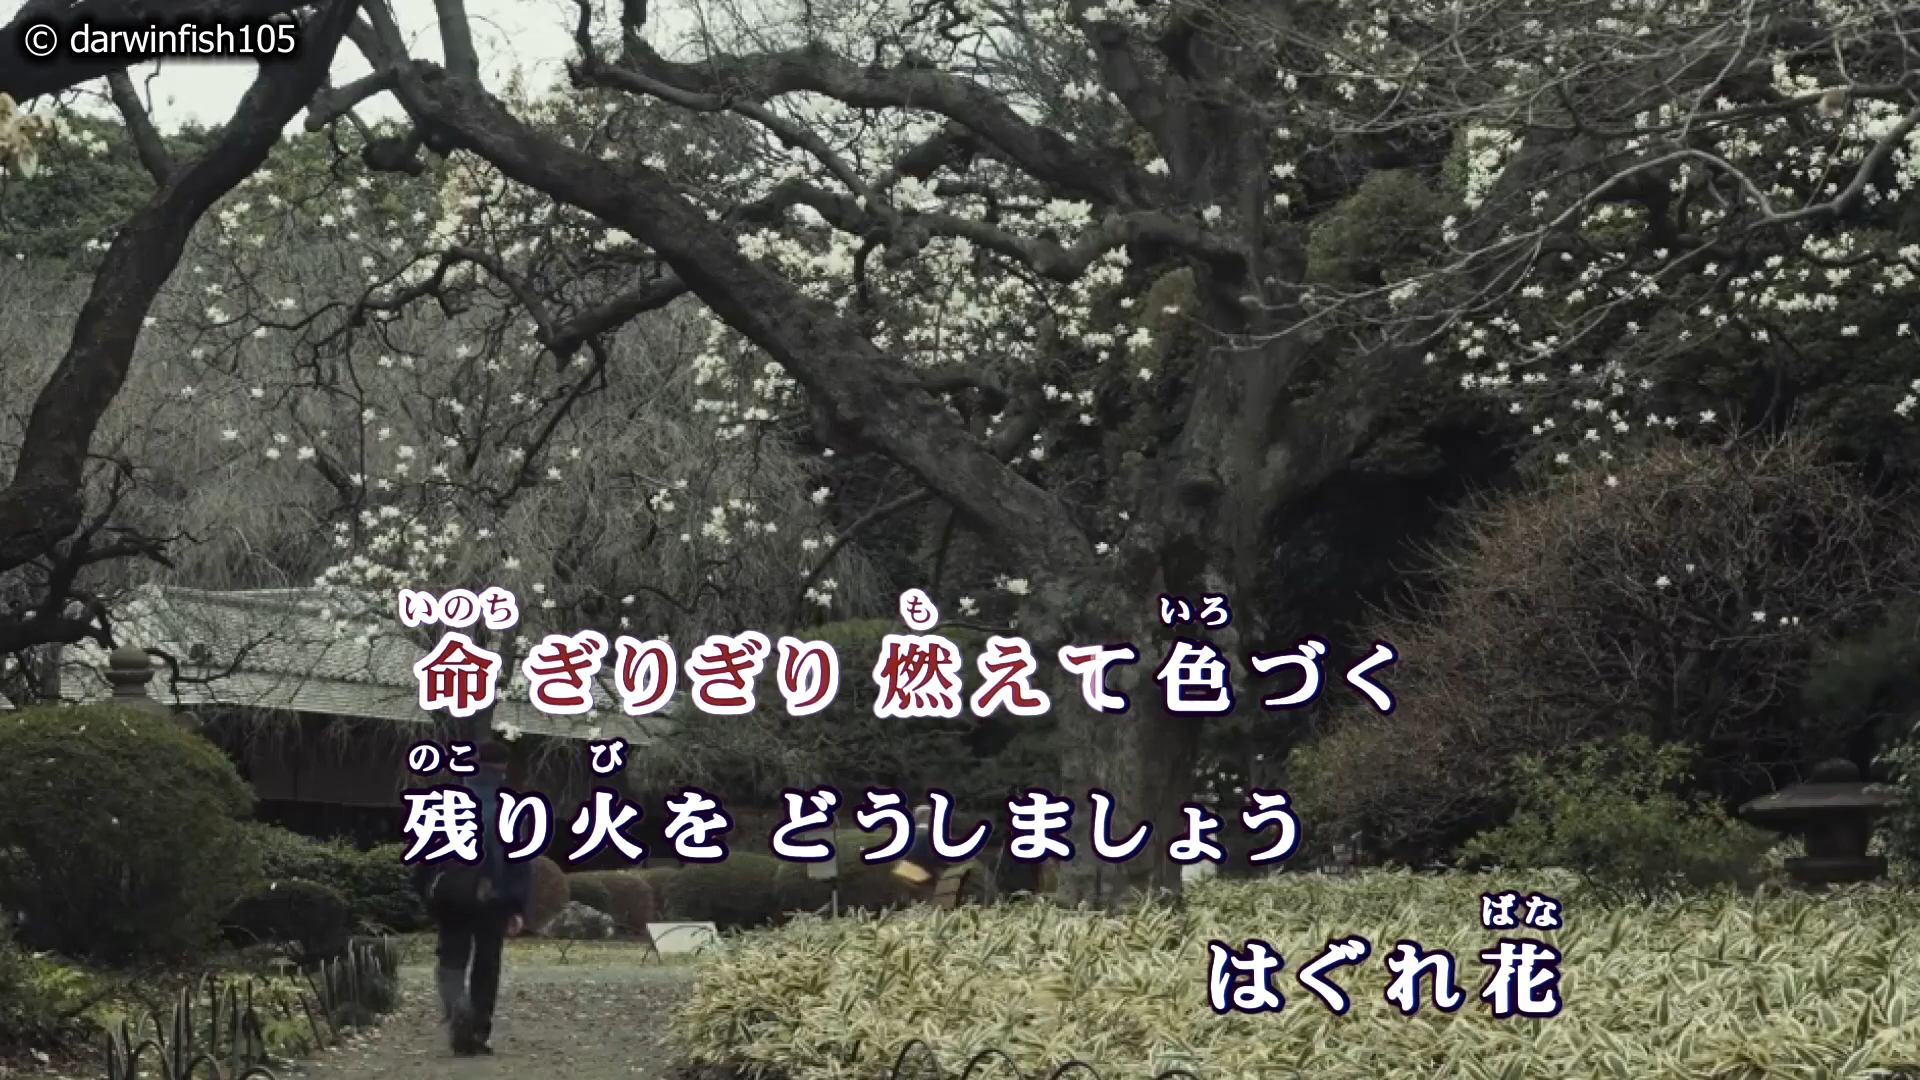 © darwinfish105
いのち も いろ
命 ぎりぎり 燃えて 色づく
のこ び
残り火を どうしましょう
ばな
はぐれ花